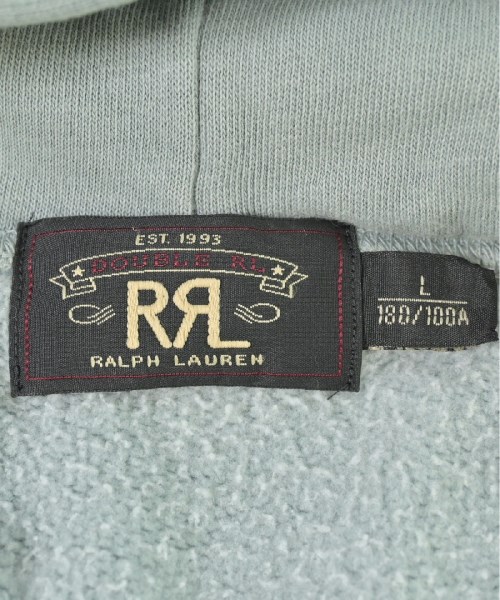 EST. 1993
DOUBLE RL
RRL
RALPH LAUREN
L
180/100A